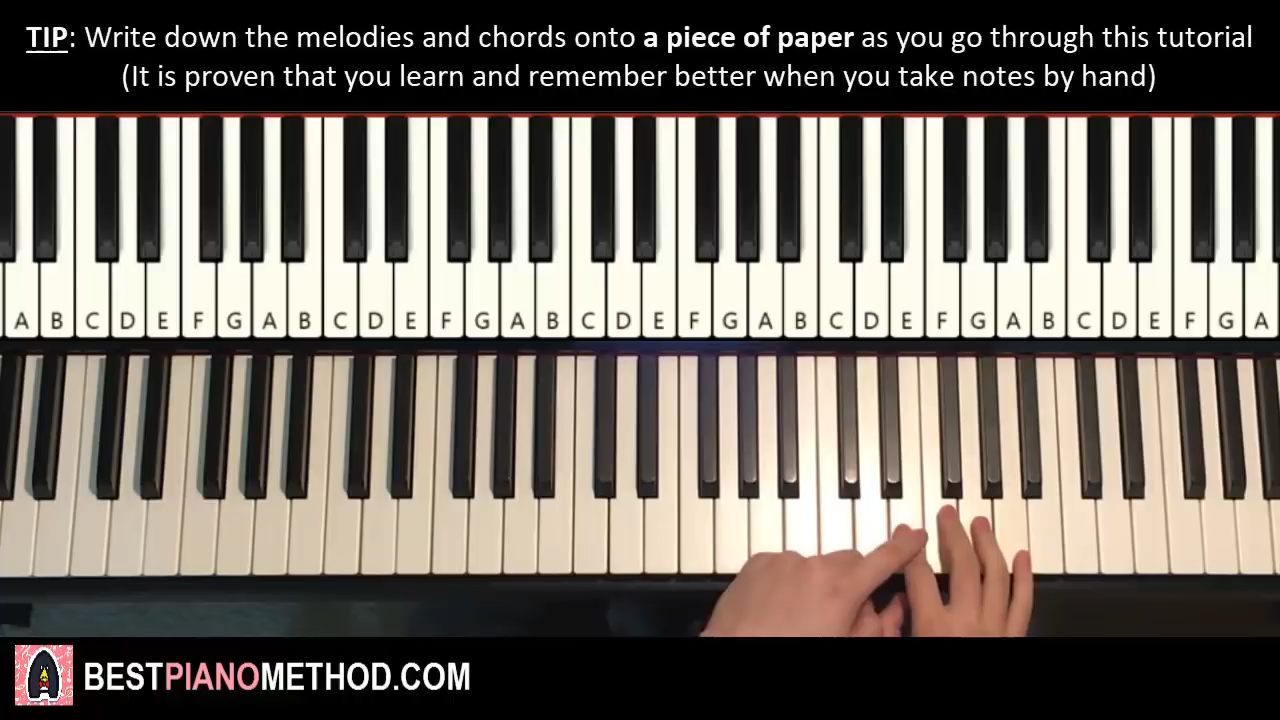 TIP: Write down the melodies and chords onto a piece of paper as you go through this tutorial
(It is proven that you learn and remember better when you take notes by hand)
A B C D E F G A B C D E F G A B C D E F G A B C D E F G A B C D E F G A
BESTPIANOMETHOD.COM